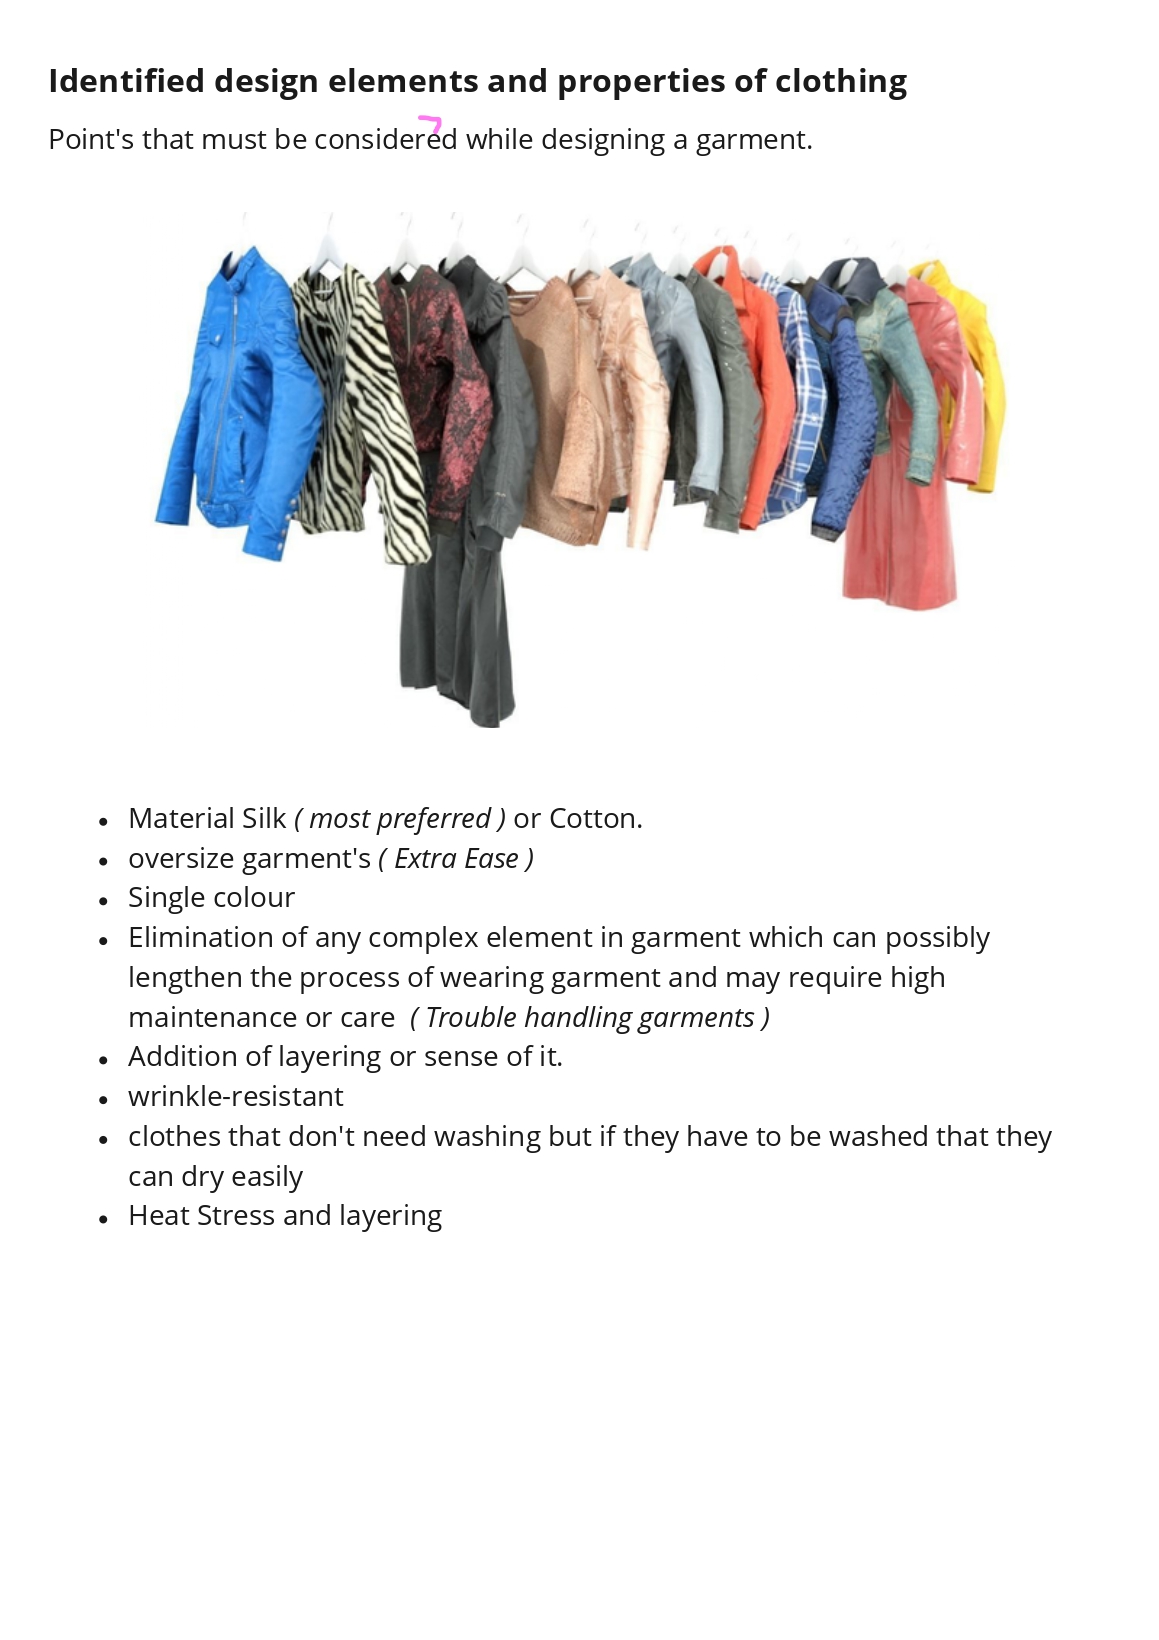 Identified design elements and properties of clothing
Point's that must be considered while designing a garment.
• Material Silk ( most preferred ) or Cotton.
• oversize garment's ( Extra Ease )
• Single colour
• Elimination of any complex element in garment which can possibly
lengthen the process of wearing garment and may require high
maintenance or care ( Trouble handling garments )
• Addition of layering or sense of it.
• wrinkle-resistant
• clothes that don't need washing but if they have to be washed that they
can dry easily
• Heat Stress and layering